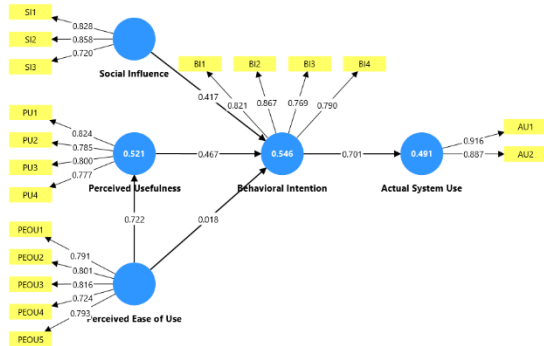 SI1
SI2
SI3
0.828
0.858
0.720
Social Influence
BI1
BI2
BI3
BI4
0.821
0.867
0.769
0.790
0.417
PU1
PU2
PU3
PU4
0.824
0.785
0.800
0.777
0.521
Perceived Usefulness
0.467
0.546
Behavioral Intention
0.701
0.491
Actual System Use
0.916
0.887
AU1
AU2
0.722
0.018
PEOU1
PEOU2
PEOU3
PEOU4
PEOU5
0.791
0.801
0.816
0.724
0.793
Perceived Ease of Use